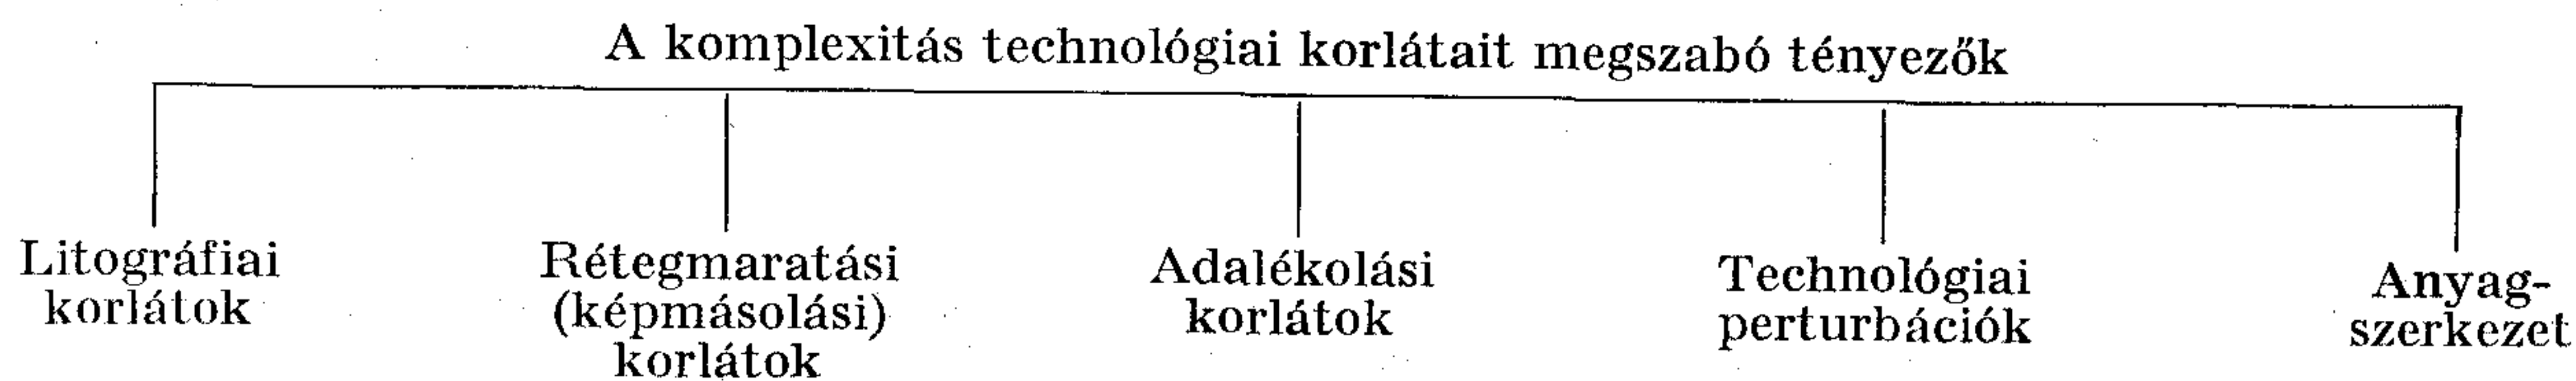 A komplexitás technológiai korlátait megszabó tényezők
Litográfiai
korlátok
Rétegmaratási
(képmásolási)
korlátok
Adalékolási
korlátok
Technológiai
perturbációk
Anyag-
szerkezet